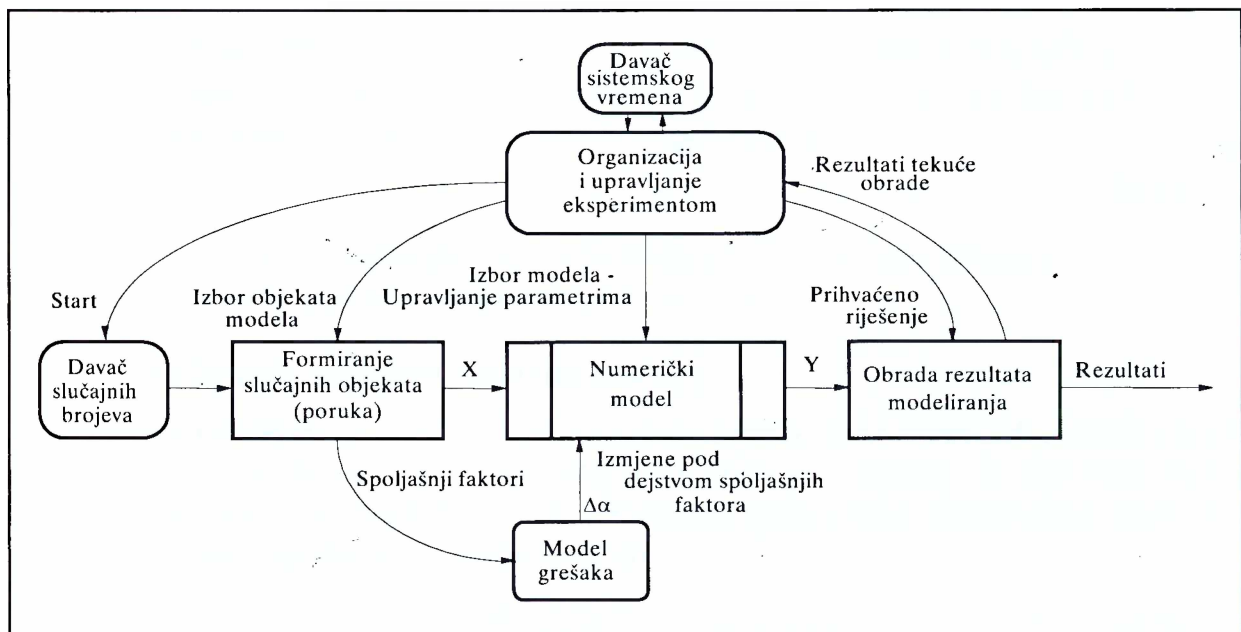 Davač
sistemskog
vremena
Organizacija
i upravljanje
eksperimentom
Rezultati tekuće
obrade
Start
Izbor objekata
modela
Izbor modela -
Upravljanje parametrima
Prihvaćeno
riješenje
Davač
slučajnih
brojeva
Formiranje
slučajnih objekata
(poruka)
X
Numerički
model
Y
Obrada rezultata
modeliranja
Rezultati
Spoljašnji faktori
Izmjene pod
dejstvom spoljašnjih
faktora
Δα
Model
grešaka